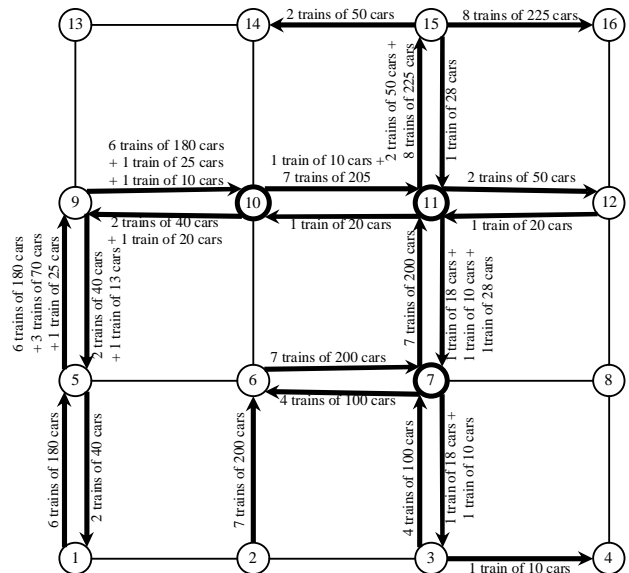 13
14
2 trains of 50 cars
15
8 trains of 225 cars
16
2 trains of 50 cars +
8 trains of 225 cars
1 train of 28 cars
6 trains of 180 cars
+ 1 train of 25 cars
+ 1 train of 10 cars
1 train of 10 cars +
7 trains of 205
2 trains of 50 cars
9
10
11
12
2 trains of 40 cars
+ 1 train of 20 cars
1 train of 20 cars
1 train of 20 cars
6 trains of 180 cars
+ 3 trains of 70 cars
+ 1 train of 25 cars
2 trains of 40 cars
+ 1 train of 13 cars
7 trains of 200 cars
1 train of 18 cars +
1 train of 10 cars +
1train of 28 cars
7 trains of 200 cars
5
6
7
8
4 trains of 100 cars
6 trains of 180 cars
2 trains of 40 cars
7 trains of 200 cars
4 trains of 100 cars
1 train of 18 cars +
1 train of 10 cars
1
2
3
4
1 train of 10 cars